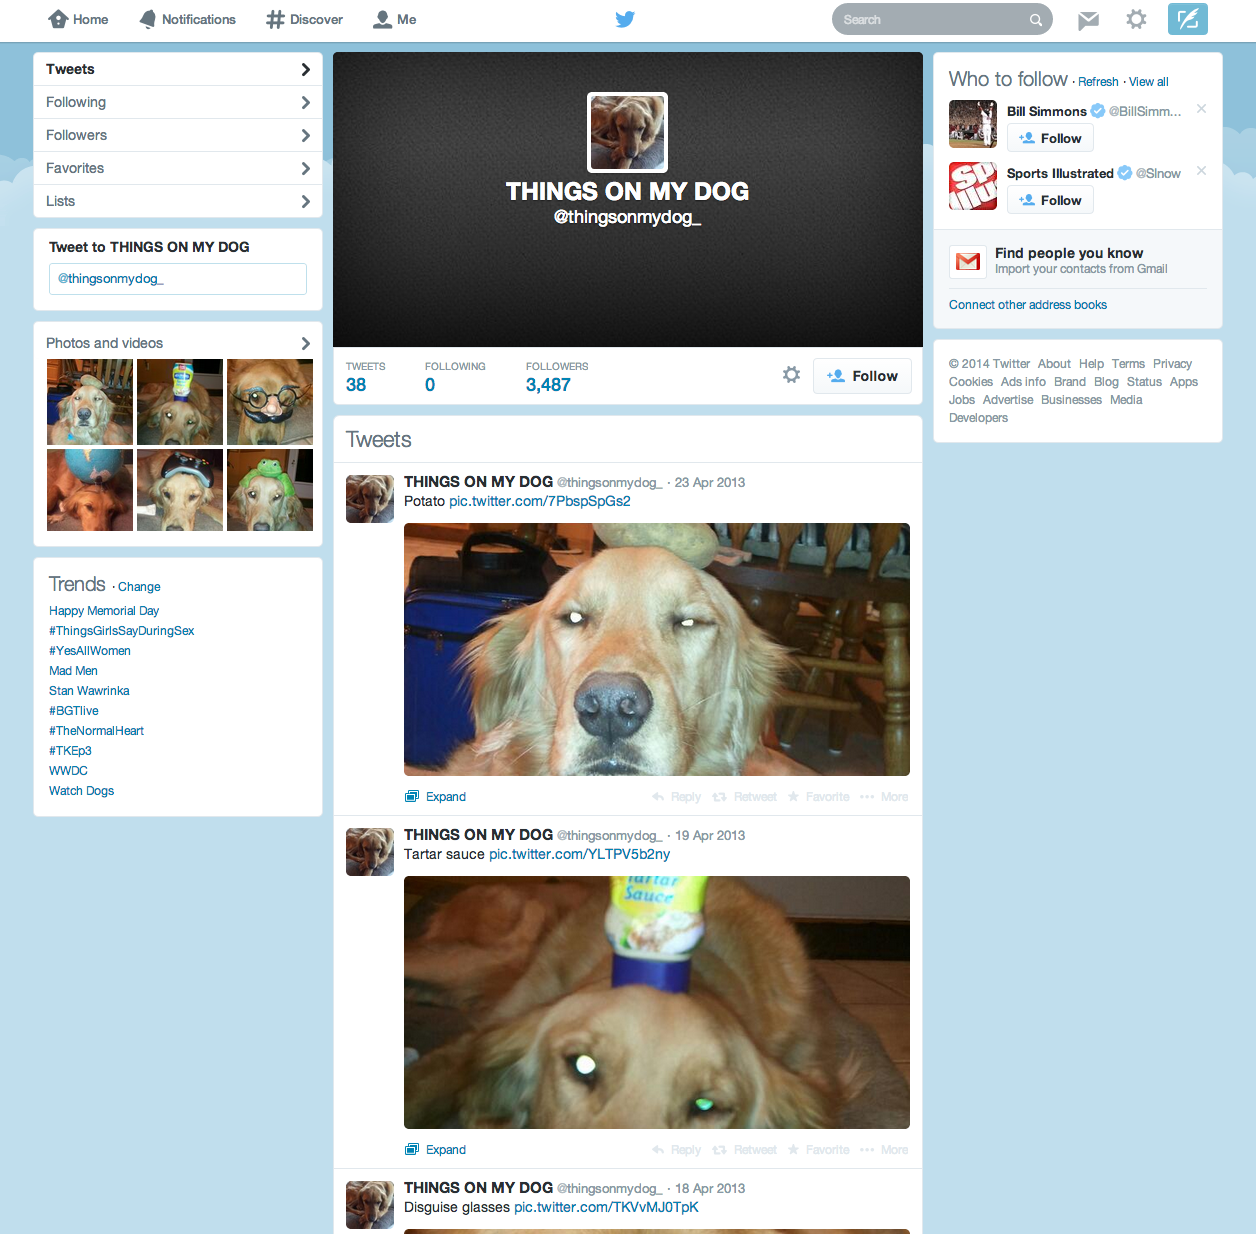 Home Notifications Discover Me Search
Tweets
Following
Followers
Favorites
Lists
Tweet to THINGS ON MY DOG
@thingsonmydog_
Photos and videos
Trends · Change
Happy Memorial Day
#ThingsGirlsSayDuringSex
#YesAllWomen
Mad Men
Stan Wawrinka
#BGTlive
#TheNormalHeart
#TKEp3
WWDC
Watch Dogs
THINGS ON MY DOG
@thingsonmydog_
TWEETS FOLLOWING FOLLOWERS
38 0 3,487
Follow
Tweets
THINGS ON MY DOG @thingsonmydog_ · 23 Apr 2013
Potato pic.twitter.com/7PbspSpGs2
Expand Reply Retweet Favorite More
THINGS ON MY DOG @thingsonmydog_ · 19 Apr 2013
Tartar sauce pic.twitter.com/YLTPV5b2ny
Tartar
Sauce
Expand Reply Retweet Favorite More
THINGS ON MY DOG @thingsonmydog_ · 18 Apr 2013
Disguise glasses pic.twitter.com/TKVvMJ0TpK
Who to follow · Refresh · View all
Bill Simmons @BillSimm...
Follow
Sports Illustrated @SInow
Follow
Find people you know
Import your contacts from Gmail
Connect other address books
© 2014 Twitter About Help Terms Privacy
Cookies Ads info Brand Blog Status Apps
Jobs Advertise Businesses Media
Developers